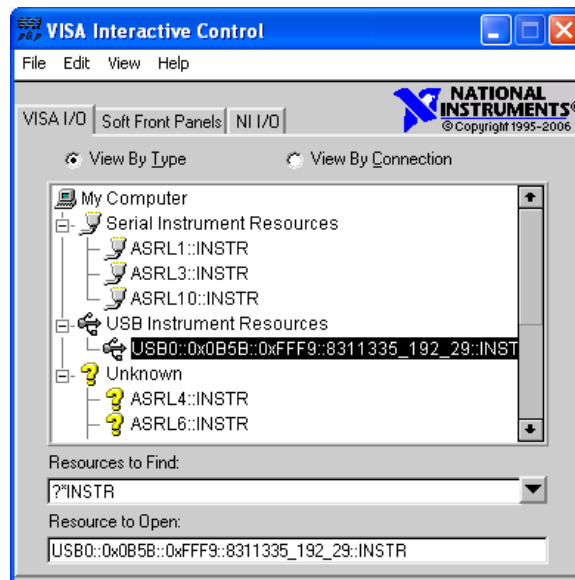 VISA Interactive Control
File Edit View Help
NATIONAL
INSTRUMENTS®
© Copyright 1995-2006
VISA I/O Soft Front Panels NI I/O
View By Type View By Connection
My Computer
Serial Instrument Resources
ASRL1::INSTR
ASRL3::INSTR
ASRL10::INSTR
USB Instrument Resources
USB0::0x0B5B::0xFFF9::8311335_192_29::INST
Unknown
ASRL4::INSTR
ASRL6::INSTR
Resources to Find:
?*INSTR
Resource to Open:
USB0::0x0B5B::0xFFF9::8311335_192_29::INSTR